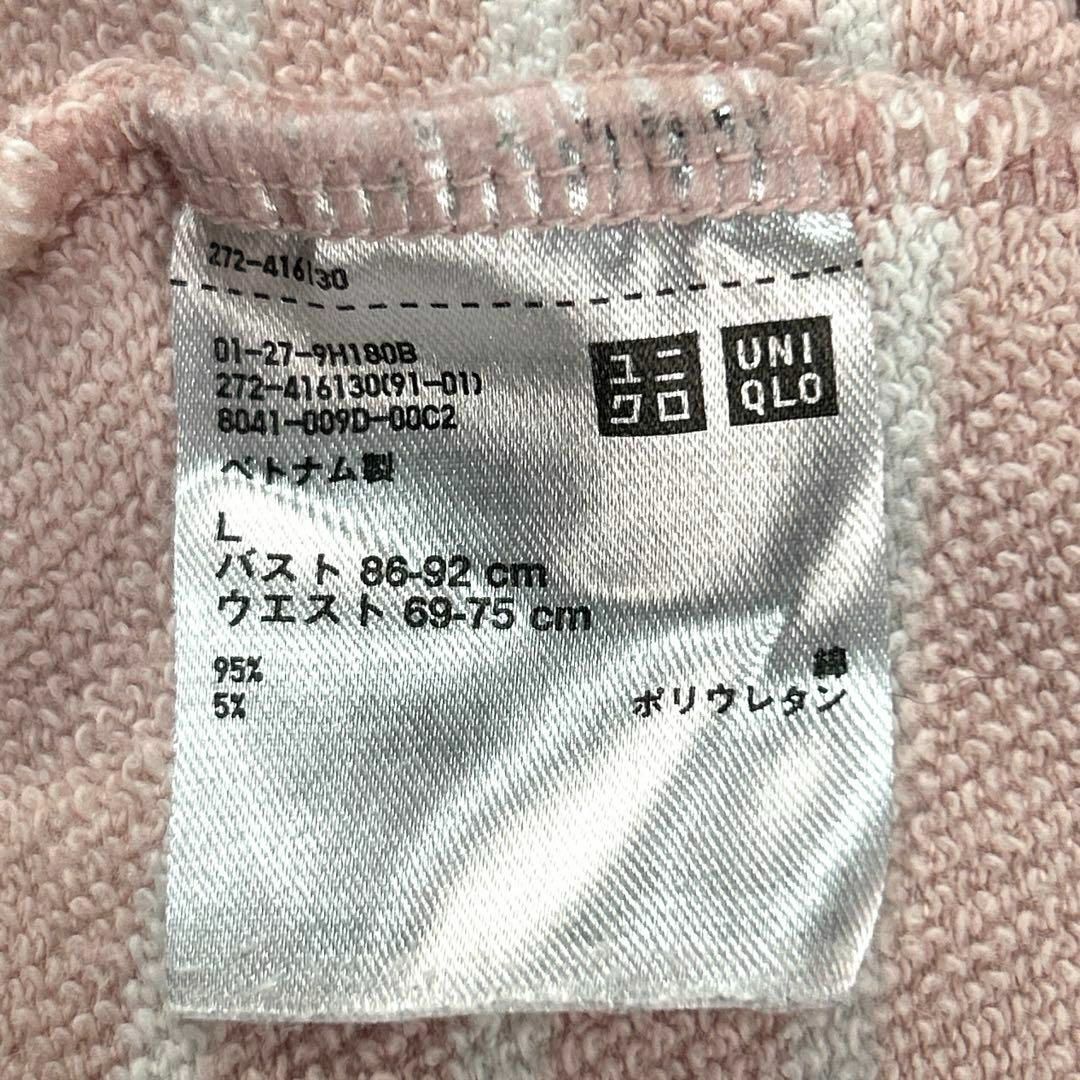 272-416130
01-27-9H180B
272-416130(91-01)
8041-009D-00C2
ユニ
クロ
UNI
QLO
ベトナム製
L
バスト 86-92 cm
ウエスト 69-75 cm
95% 綿
5% ポリウレタン